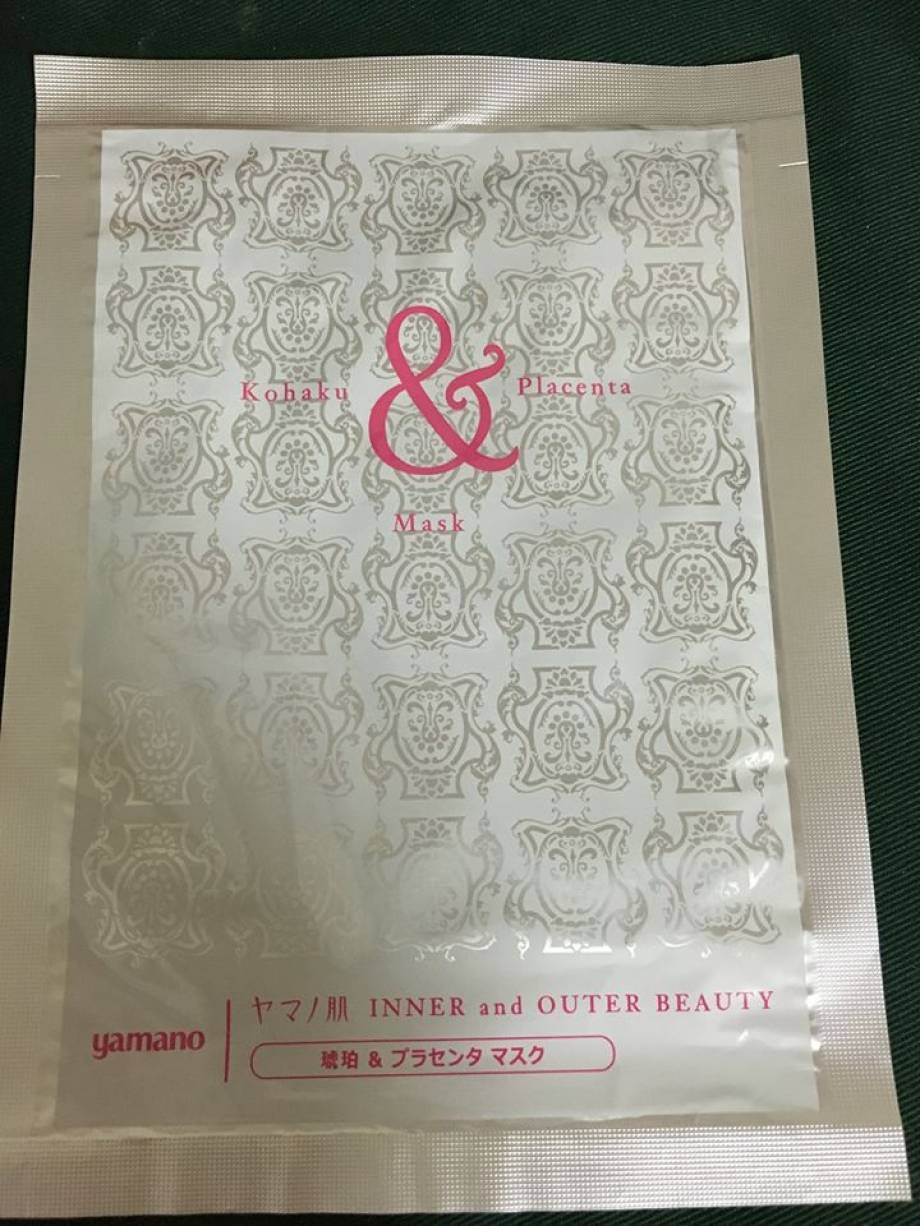 Kohaku & Placenta
Mask
yamano
ヤマノ肌 INNER and OUTER BEAUTY
琥珀 & プラセンタ マスク